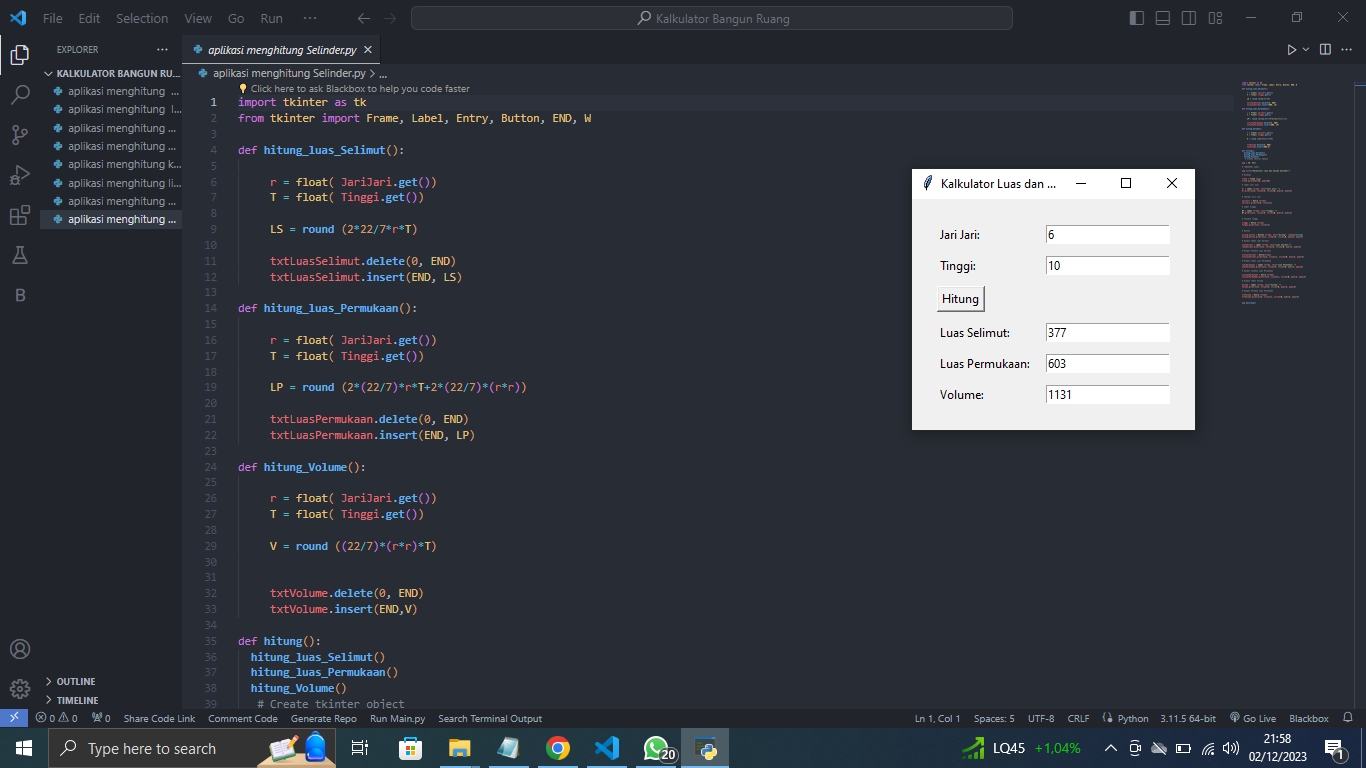 File Edit Selection View Go Run ··· Kalkulator Bangun Ruang
EXPLORER ···
KALKULATOR BANGUN RU...
aplikasi menghitung ...
aplikasi menghitung l...
aplikasi menghitung ...
aplikasi menghitung ...
aplikasi menghitung k...
aplikasi menghitung li...
aplikasi menghitung ...
aplikasi menghitung ...
OUTLINE
TIMELINE
aplikasi menghitung Selinder.py
aplikasi menghitung Selinder.py > ...
Click here to ask Blackbox to help you code faster
1 import tkinter as tk
2 from tkinter import Frame, Label, Entry, Button, END, W
3
4 def hitung_luas_Selimut():
5
6 r = float( JariJari.get())
7 T = float( Tinggi.get())
8
9 LS = round (2*22/7*r*T)
10
11 txtLuasSelimut.delete(0, END)
12 txtLuasSelimut.insert(END, LS)
13
14 def hitung_luas_Permukaan():
15
16 r = float( JariJari.get())
17 T = float( Tinggi.get())
18
19 LP = round (2*(22/7)*r*T+2*(22/7)*(r*r))
20
21 txtLuasPermukaan.delete(0, END)
22 txtLuasPermukaan.insert(END, LP)
23
24 def hitung_Volume():
25
26 r = float( JariJari.get())
27 T = float( Tinggi.get())
28
29 V = round ((22/7)*(r*r)*T)
30
31
32 txtVolume.delete(0, END)
33 txtVolume.insert(END,V)
34
35 def hitung():
36 hitung_luas_Selimut()
37 hitung_luas_Permukaan()
38 hitung_Volume()
39 # Create tkinter object
Kalkulator Luas dan ...
Jari Jari: 6
Tinggi: 10
Hitung
Luas Selimut: 377
Luas Permukaan: 603
Volume: 1131
0 0 0 Share Code Link Comment Code Generate Repo Run Main.py Search Terminal Output Ln 1, Col 1 Spaces: 5 UTF-8 CRLF Python 3.11.5 64-bit Go Live Blackbox
Type here to search 20 LQ45 +1,04% 21:58
02/12/2023 1